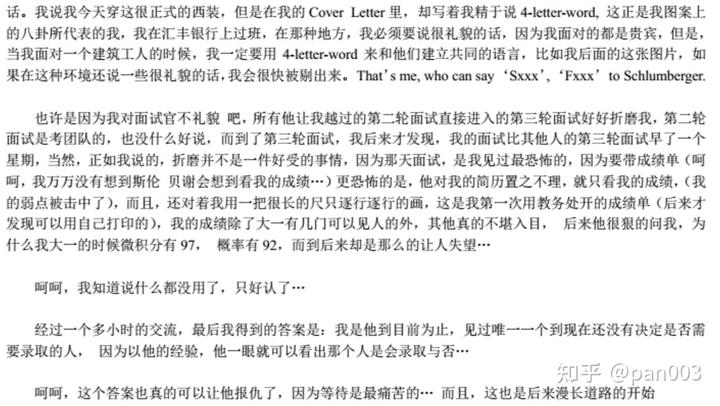 话。我说我今天穿这很正式的西装，但是在我的 Cover Letter 里，却写着我精于说 4-letter-word, 这正是我图案上
的八卦所代表的我，我在汇丰银行上过班，在那种地方，我必须要说很礼貌的话，因为我面对的都是贵宾，但是，
当我面对一个建筑工人的时候，我一定要用 4-letter-word 来和他们建立共同的语言，比如我后面的这张图片，如
果在这种环境还说一些很礼貌的话，我会很快被剔出来。That's me, who can say 'Sxxx', 'Fxxx' to Schlumberger.
也许是因为我对面试官不礼貌 吧，所有他让我越过的第二轮面试直接进入的第三轮面试好好折磨我，第二轮
面试是考团队的，也没什么好说，而到了第三轮面试，我后来才发现，我的面试比其他人的第三轮面试早了一个
星期，当然，正如我说的，折磨并不是一件好受的事情，因为那天面试，是我见过最恐怖的，因为要带成绩单（呵
呵，我万万没有想到斯伦 贝谢会想到看我的成绩…）更恐怖的是，他对我的简历置之不理，就只看我的成绩，（我
的弱点被击中了），而且，还对着我用一把很长的尺只逐行逐行的画，这是我第一次用教务处开的成绩单（后来才
发现可以用自己打印的），我的成绩除了大一有几门可以见人的外，其他真的不堪入目， 后来他很狠的问我，为
什么我大一的时候微积分有 97， 概率有 92，而到后来却是那么的让人失望…
呵呵，我知道说什么都没用了，只好认了…
经过一个多小时的交流，最后我得到的答案是：我是他到目前为止，见过唯一一个到现在还没有决定是否需
要录取的人， 因为以他的经验，他一眼就可以看出那个人是会录取与否…
呵呵，这个答案也真的可以让他报仇了，因为等待是最痛苦的… 而且，这也是后来漫长道路的开始
知乎 @pan003